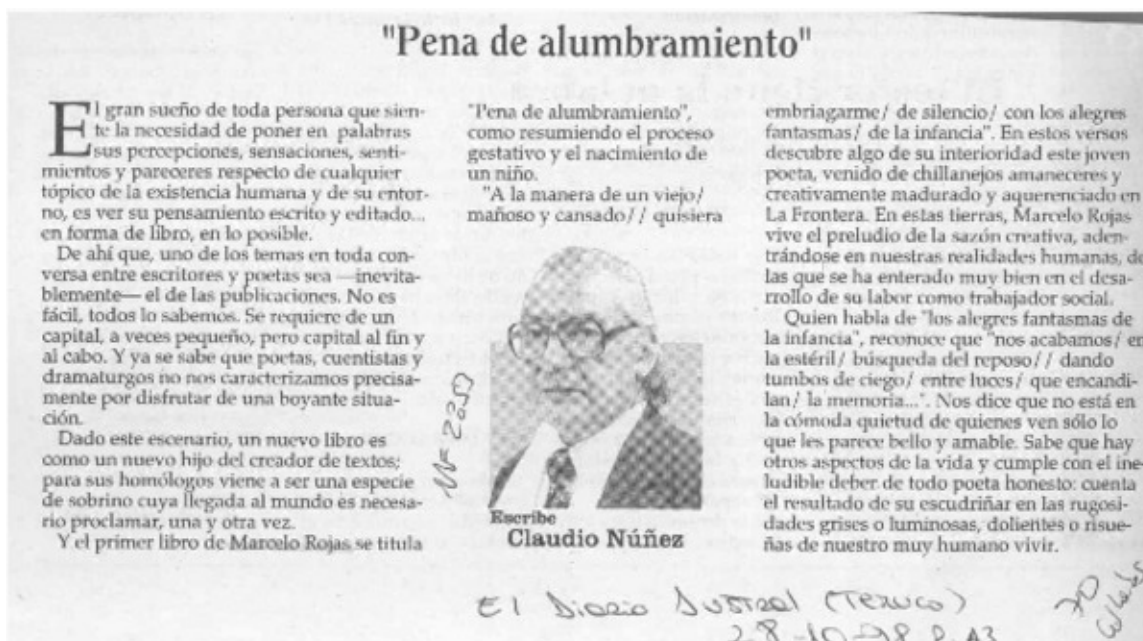 "Pena de alumbramiento"
El gran sueño de toda persona que sien-
te la necesidad de poner en palabras
sus percepciones, sensaciones, senti-
mientos y pareceres respecto de cualquier
tópico de la existencia humana y de su entor-
no, es ver su pensamiento escrito y editado...
en forma de libro, en lo posible.
De ahí que, uno de los temas en toda con-
versa entre escritores y poetas sea —inevita-
blemente— el de las publicaciones. No es
fácil, todos lo sabemos. Se requiere de un
capital, a veces pequeño, pero capital al fin y
al cabo. Y ya se sabe que poetas, cuentistas y
dramaturgos no nos caracterizamos precisa-
mente por disfrutar de una boyante situa-
ción.
Dado este escenario, un nuevo libro es
como un nuevo hijo del creador de textos;
para sus homólogos viene a ser una especie
de sobrino cuya llegada al mundo es necesa-
rio proclamar, una y otra vez.
Y el primer libro de Marcelo Rojas, se titula
"Pena de alumbramiento",
como resumiendo el proceso
gestativo y el nacimiento de
un niño.
"A la manera de un viejo/
mañoso y cansado// quisiera
Escribe
Claudio Núñez
embriagarme/ de silencio/ con los alegres
fantasmas/ de la infancia". En estos versos
descubre algo de su interioridad este joven
poeta, venido de chillanejos amaneceres y
creativamente madurado y aquerenciado en
La Frontera. En estas tierras, Marcelo Rojas
vive el preludio de la sazón creativa, aden-
trándose en nuestras realidades humanas, de
las que se ha enterado muy bien en el desa-
rrollo de su labor como trabajador social.
Quien habla de "los alegres fantasmas de
la infancia", reconoce que "nos acabamos/ en
la estéril/ búsqueda del reposo// dando
tumbos de ciego/ entre luces/ que encandi-
lan/ la memoria...". Nos dice que no está en
la cómoda quietud de quienes ven sólo lo
que les parece bello y amable. Sabe que hay
otros aspectos de la vida y cumple con el ine-
ludible deber de todo poeta honesto: cuenta
el resultado de su escudriñar en las rugosi-
dades grises o luminosas, dolientes o risue-
ñas de nuestro muy humano vivir.
El Diario Austral (Temuco)
28-10-98